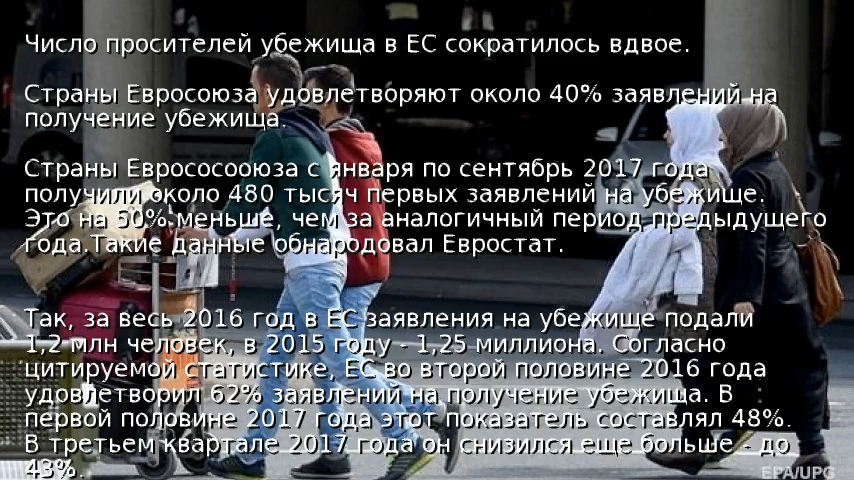 Число просителей убежища в ЕС сократилось вдвое.
Страны Евросоюза удовлетворяют около 40% заявлений на
получение убежища.
Страны Еврососооюза с января по сентябрь 2017 года
получили около 480 тысяч первых заявлений на убежище.
Это на 50% меньше, чем за аналогичный период предыдущего
года.Такие данные обнародовал Евростат.
Так, за весь 2016 год в ЕС заявления на убежище подали
1,2 млн человек, в 2015 году - 1,25 миллиона. Согласно
цитируемой статистике, ЕС во второй половине 2016 года
удовлетворил 62% заявлений на получение убежища. В
первой половине 2017 года этот показатель составлял 48%.
В третьем квартале 2017 года он снизился еще больше - до
43%.
EPA/UPG